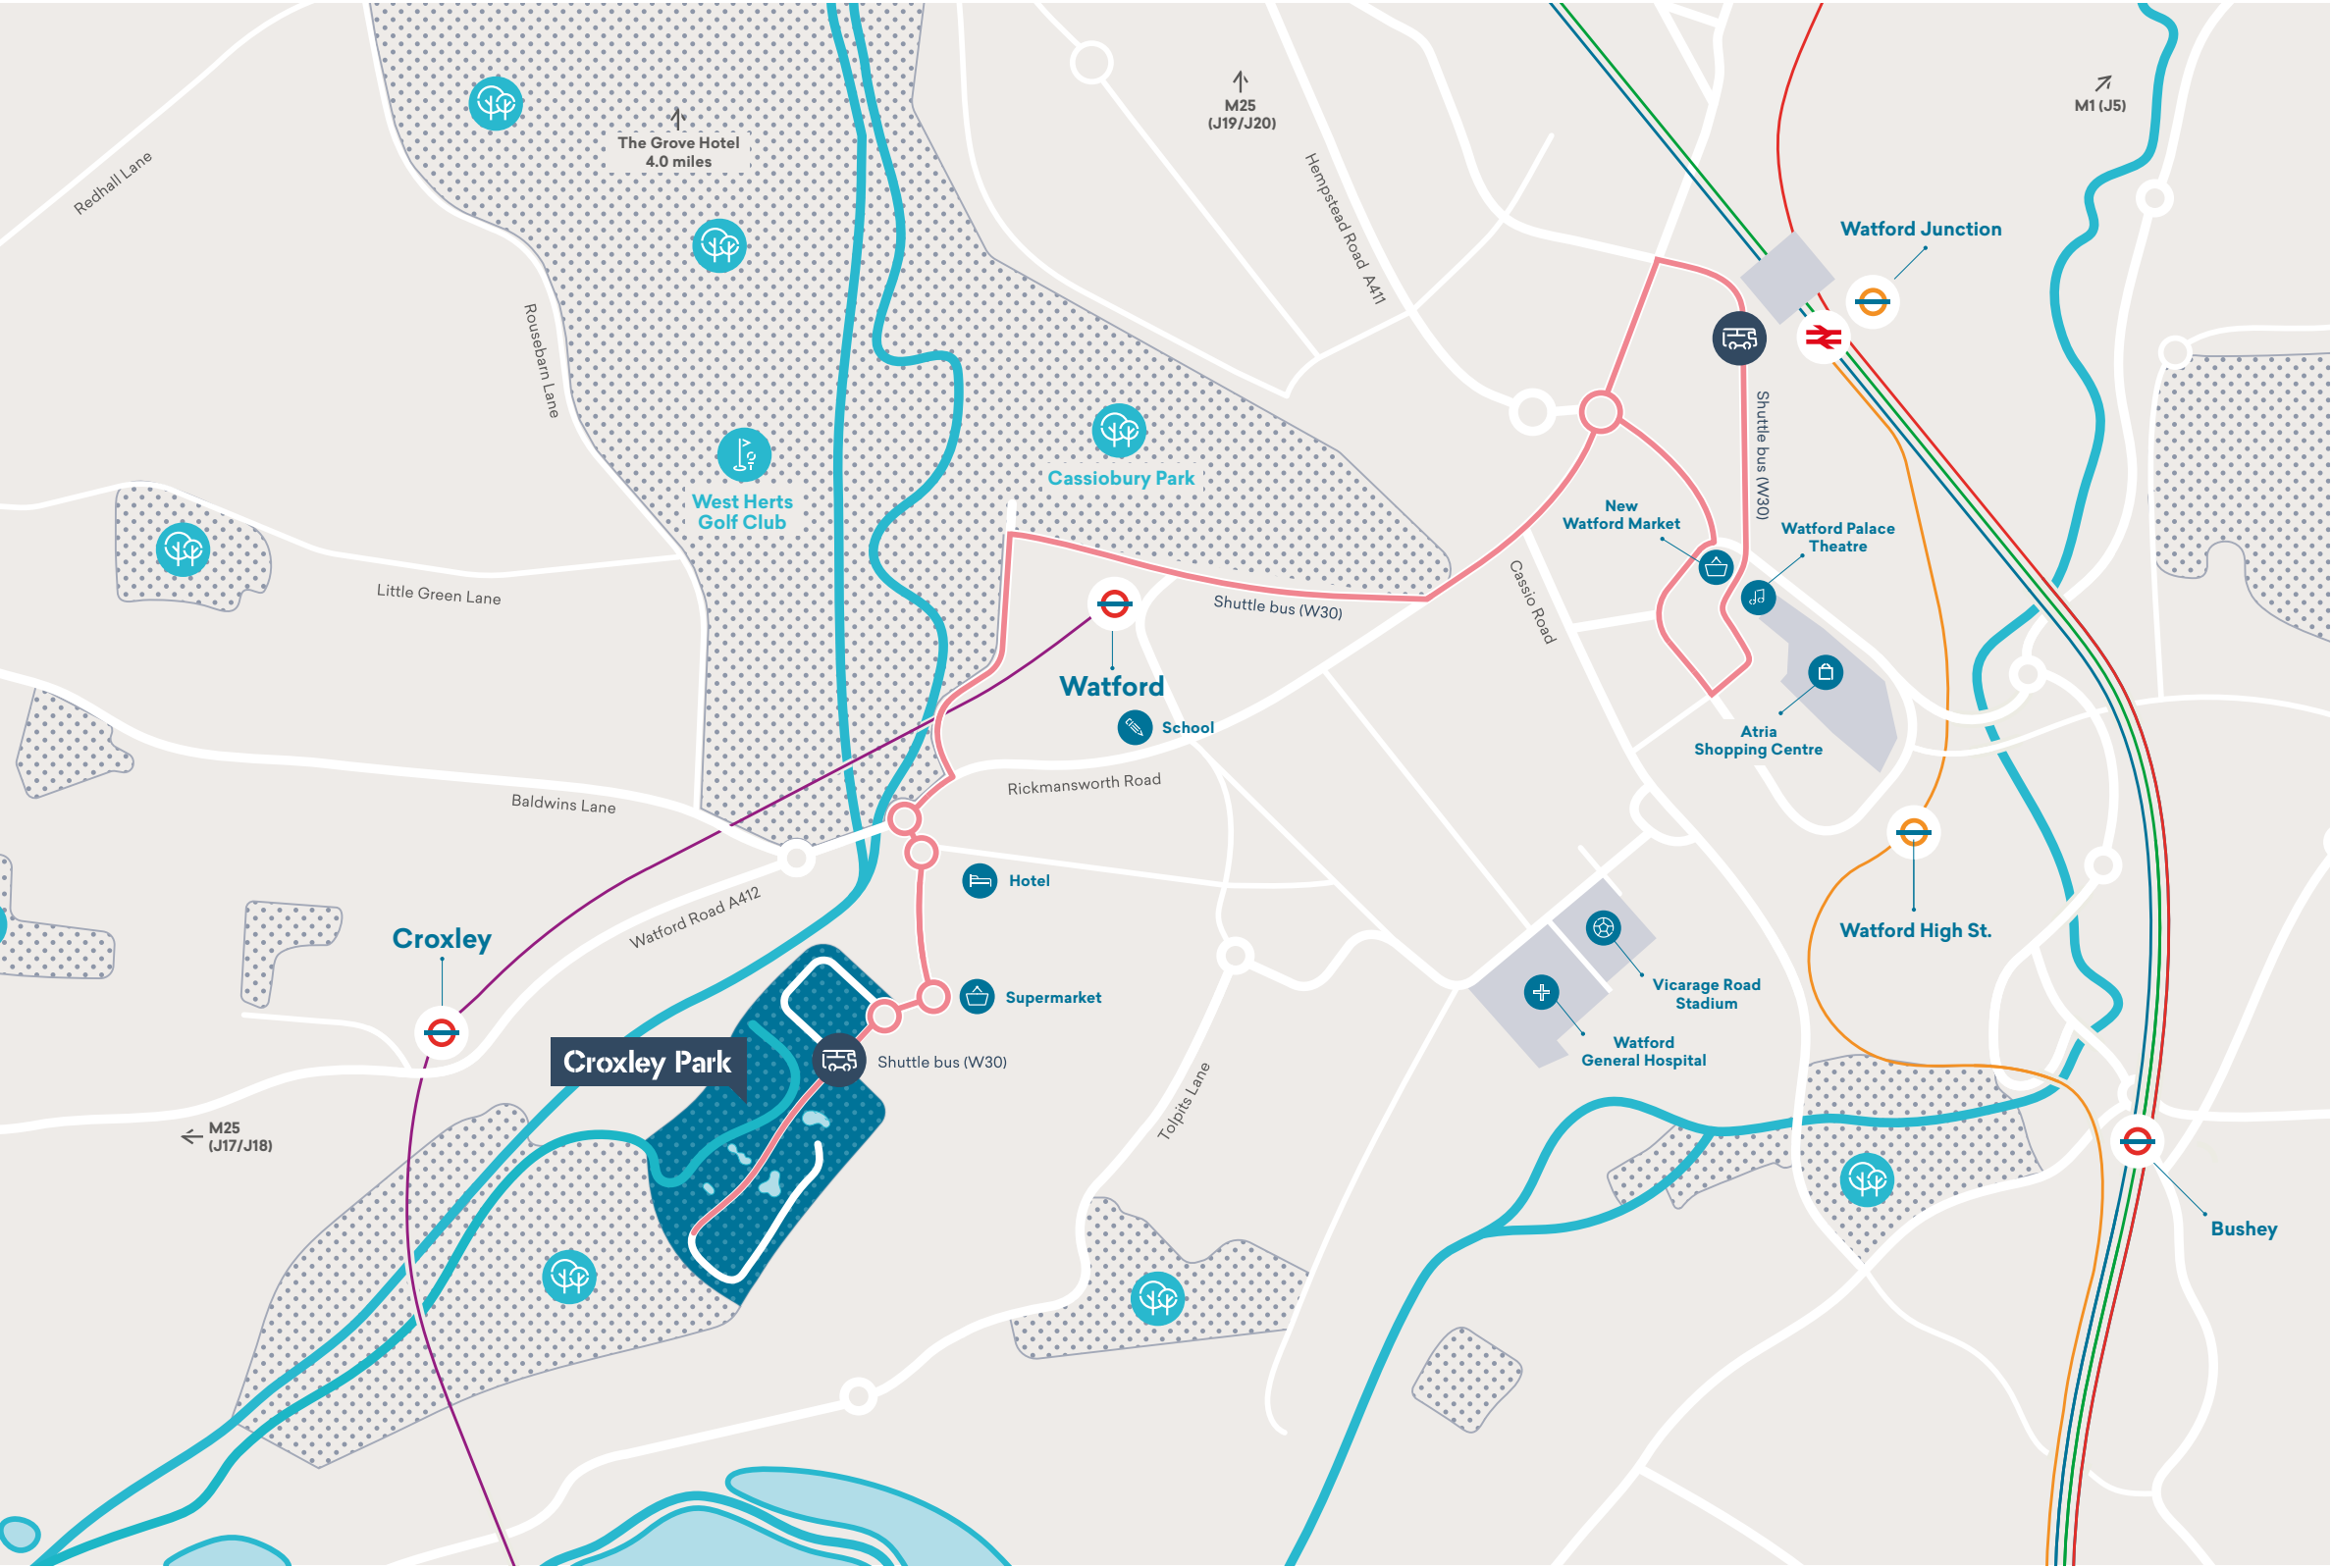 M25
(J19/J20)
M1 (J5)
The Grove Hotel
4.0 miles
Redhall Lane
Hempstead Road A411
Watford Junction
Rousebarn Lane
Shuttle bus (W30)
Cassiobury Park
West Herts
Golf Club
New
Watford Market
Watford Palace
Theatre
Little Green Lane
Shuttle bus (W30)
Cassio Road
Watford
School
Atria
Shopping Centre
Rickmansworth Road
Baldwins Lane
Hotel
Watford Road A412
Croxley
Watford High St.
Supermarket
Vicarage Road
Stadium
Watford
General Hospital
Croxley Park
Shuttle bus (W30)
Tolpits Lane
M25
(J17/J18)
Bushey